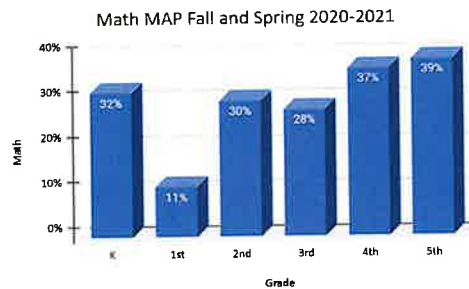 Math MAP Fall and Spring 2020-2021
40%
30%
20%
10%
0%
Math
32%
11%
30%
28%
37%
39%
K
1st
2nd
3rd
4th
5th
Grade